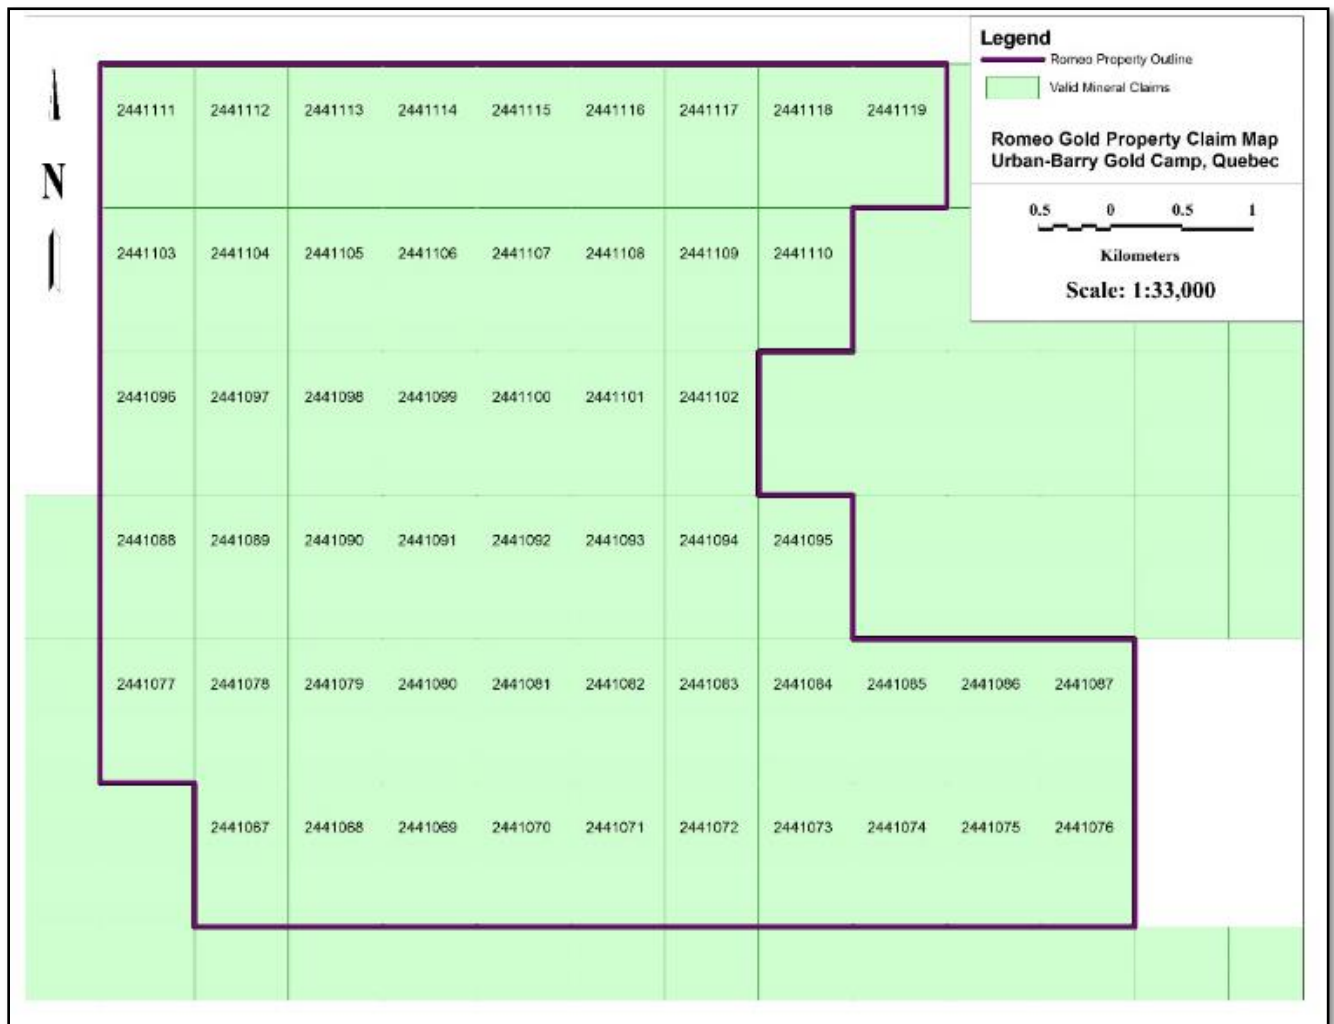 Legend
Romeo Property Outline
Valid Mineral Claims
Romeo Gold Property Claim Map
Urban-Barry Gold Camp, Quebec
0.5 0 0.5 1
Kilometers
Scale: 1:33,000
N
2441111 2441112 2441113 2441114 2441115 2441116 2441117 2441118 2441119
2441103 2441104 2441105 2441106 2441107 2441108 2441109 2441110
2441096 2441097 2441098 2441099 2441100 2441101 2441102
2441088 2441089 2441090 2441091 2441092 2441093 2441094 2441095
2441077 2441078 2441079 2441080 2441081 2441082 2441083 2441084 2441085 2441086 2441087
2441067 2441068 2441069 2441070 2441071 2441072 2441073 2441074 2441075 2441076